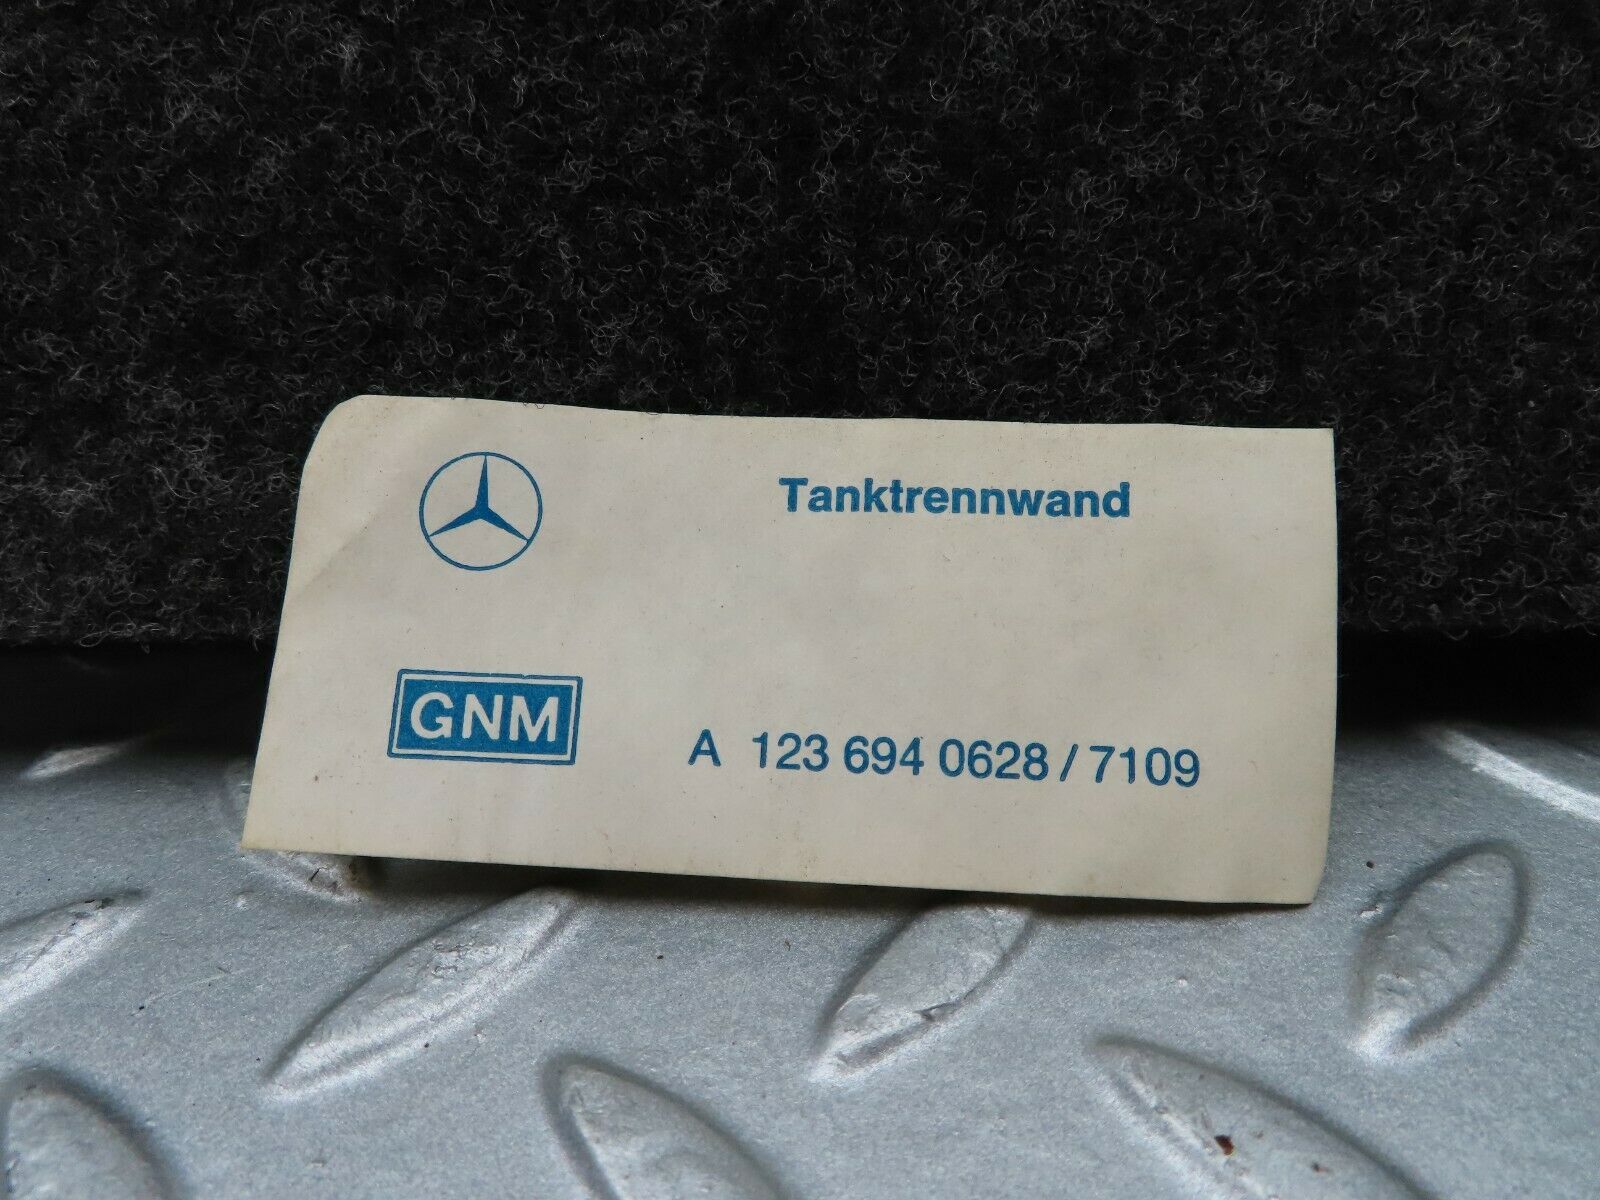 Tanktrennwand
GNM
A 123 694 0628 / 7109